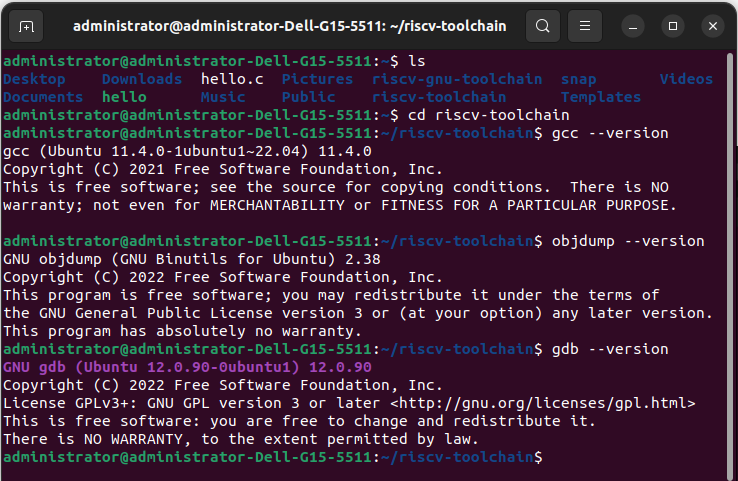 administrator@administrator-Dell-G15-5511: ~/riscv-toolchain
administrator@administrator-Dell-G15-5511:~$ ls
Desktop    Downloads  hello.c  Pictures  riscv-gnu-toolchain  snap       Videos
Documents  hello      Music    Public    riscv-toolchain      Templates
administrator@administrator-Dell-G15-5511:~$ cd riscv-toolchain
administrator@administrator-Dell-G15-5511:~/riscv-toolchain$ gcc --version
gcc (Ubuntu 11.4.0-1ubuntu1~22.04) 11.4.0
Copyright (C) 2021 Free Software Foundation, Inc.
This is free software; see the source for copying conditions.  There is NO
warranty; not even for MERCHANTABILITY or FITNESS FOR A PARTICULAR PURPOSE.
administrator@administrator-Dell-G15-5511:~/riscv-toolchain$ objdump --version
GNU objdump (GNU Binutils for Ubuntu) 2.38
Copyright (C) 2022 Free Software Foundation, Inc.
This program is free software; you may redistribute it under the terms of
the GNU General Public License version 3 or (at your option) any later version.
This program has absolutely no warranty.
administrator@administrator-Dell-G15-5511:~/riscv-toolchain$ gdb --version
GNU gdb (Ubuntu 12.0.90-0ubuntu1) 12.0.90
Copyright (C) 2022 Free Software Foundation, Inc.
License GPLv3+: GNU GPL version 3 or later <http://gnu.org/licenses/gpl.html>
This is free software: you are free to change and redistribute it.
There is NO WARRANTY, to the extent permitted by law.
administrator@administrator-Dell-G15-5511:~/riscv-toolchain$